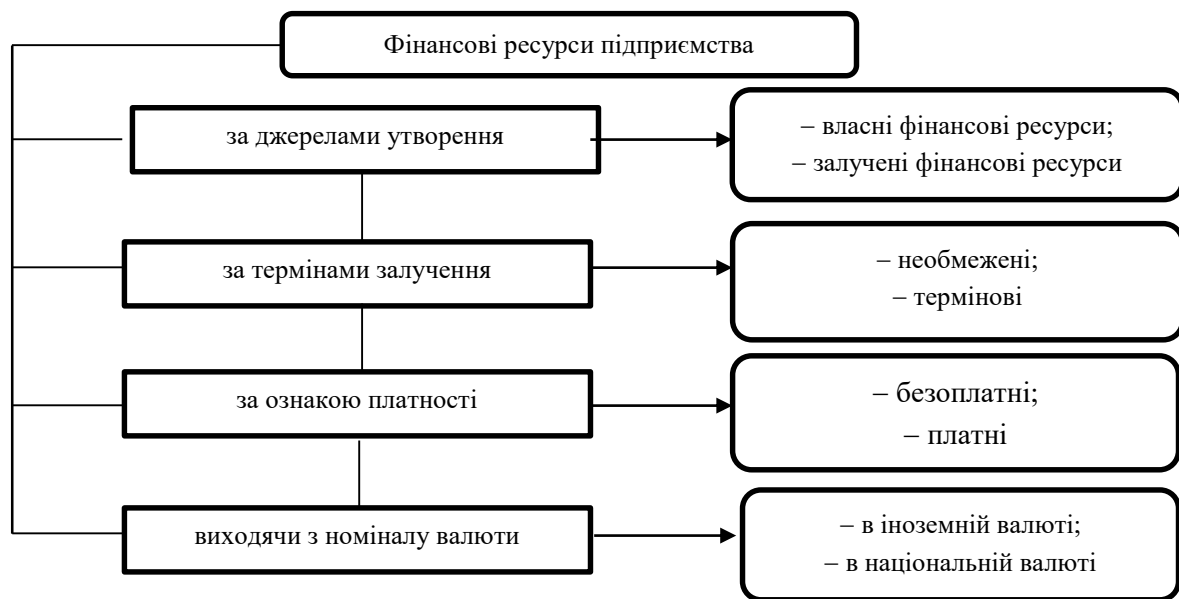 Фінансові ресурси підприємства
за джерелами утворення
– власні фінансові ресурси;
– залучені фінансові ресурси
за термінами залучення
– необмежені;
– термінові
за ознакою платності
– безоплатні;
– платні
виходячи з номіналу валюти
– в іноземній валюті;
– в національній валюті